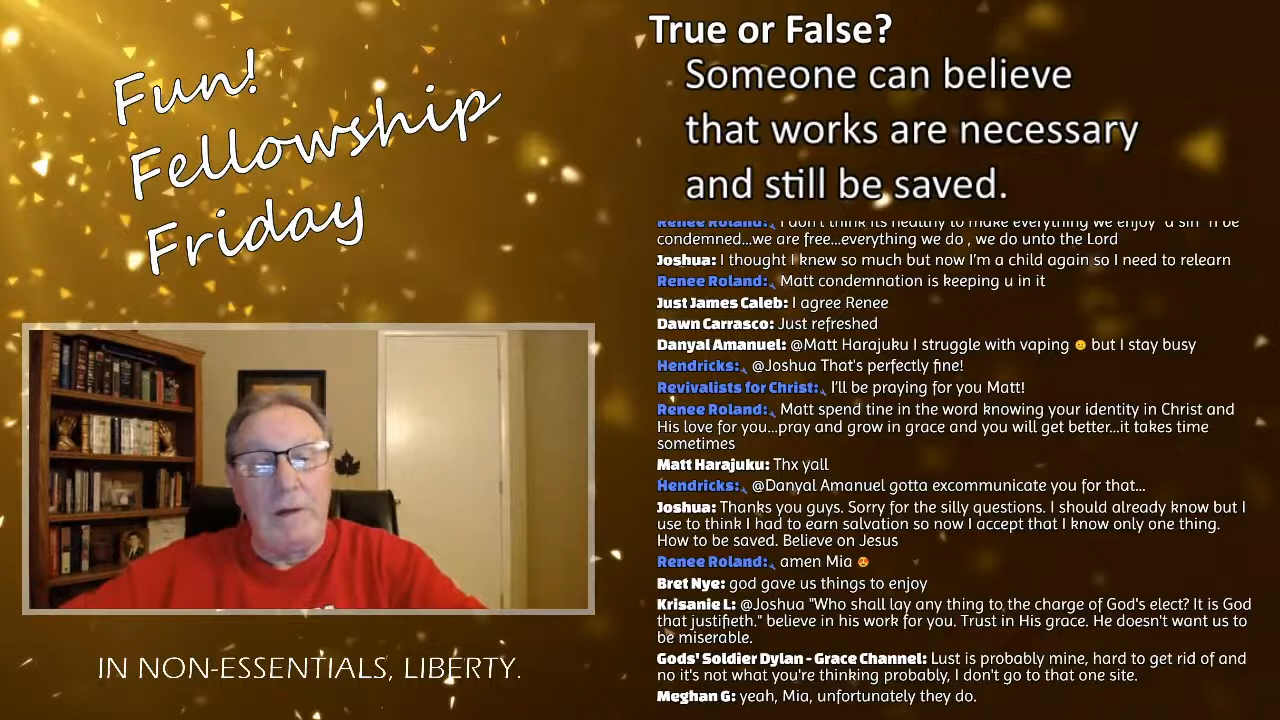 Fun!
Fellowship
Friday
IN NON-ESSENTIALS, LIBERTY.
True or False?
Someone can believe
that works are necessary
and still be saved.
Renee Roland: I don't think its healthy to make everything we enjoy "a sin" n be
condemned...we are free...everything we do , we do unto the Lord
Joshua: I thought I knew so much but now I'm a child again so I need to relearn
Renee Roland: Matt condemnation is keeping u in it
Just James Caleb: I agree Renee
Dawn Carrasco: Just refreshed
Danyal Amanuel: @Matt Harajuku I struggle with vaping 😐 but I stay busy
Hendricks: @Joshua That's perfectly fine!
Revivalists for Christ: I'll be praying for you Matt!
Renee Roland: Matt spend tine in the word knowing your identity in Christ and
His love for you...pray and grow in grace and you will get better...it takes time
sometimes
Matt Harajuku: Thx yall
Hendricks: @Danyal Amanuel gotta excommunicate you for that...
Joshua: Thanks you guys. Sorry for the silly questions. I should already know but I
use to think I had to earn salvation so now I accept that I know only one thing.
How to be saved. Believe on Jesus
Renee Roland: amen Mia 😍
Bret Nye: god gave us things to enjoy
Krisanie L: @Joshua "Who shall lay any thing to the charge of God's elect? It is God
that justifieth." believe in his work for you. Trust in His grace. He doesn't want us to
be miserable.
Gods' Soldier Dylan - Grace Channel: Lust is probably mine, hard to get rid of and
no it's not what you're thinking probably, I don't go to that one site.
Meghan G: yeah, Mia, unfortunately they do.